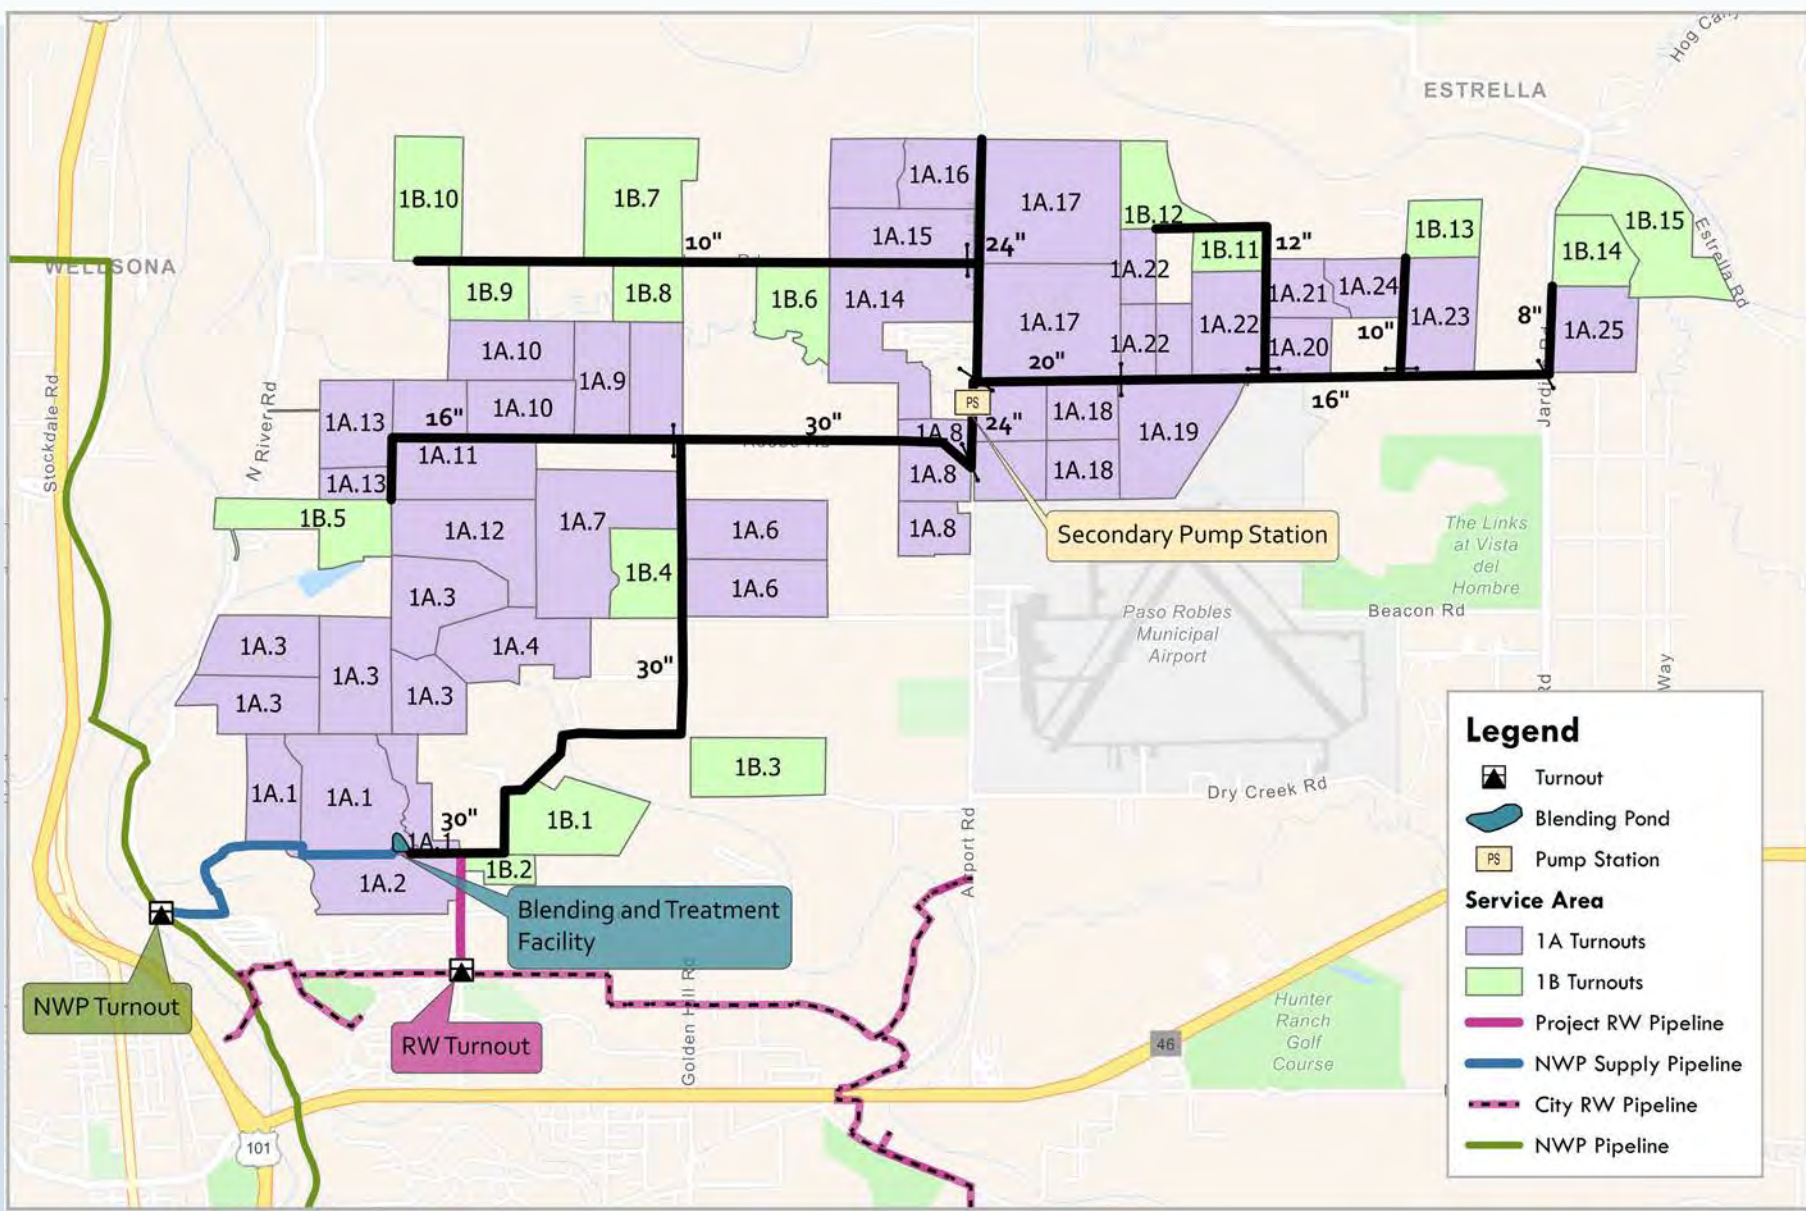 Hog Cany
ESTRELLA
WELLSONA
1B.10
1B.7
1A.16
1A.17
1B.12
1B.13
1B.15
1A.15
10"
24"
1B.11
12"
1B.14
Estrella Rd
1A.22
1B.9
1B.8
1B.6
1A.14
1A.21
1A.24
1A.17
1A.22
1A.23
8"
1A.25
1A.10
1A.22
1A.20
10"
1A.9
20"
Stockdale Rd
N River Rd
PS
16"
Jardi
1A.13
16"
1A.10
30"
1A.8
24"
1A.18
1A.19
1A.11
1A.13
1A.8
1A.18
1B.5
1A.12
1A.7
1A.6
1A.8
Secondary Pump Station
The Links
at Vista
del
Hombre
1B.4
1A.6
1A.3
Beacon Rd
Paso Robles
Municipal
Airport
1A.3
1A.4
30"
1A.3
1A.3
1A.3
Rd
Way
1B.3
Dry Creek Rd
1A.1
1A.1
30"
1B.1
1A.1
Airport Rd
1A.2
1B.2
Blending and Treatment
Facility
NWP Turnout
RW Turnout
Golden Hill Rd
Hunter
Ranch
Golf
Course
46
101
Legend
Turnout
Blending Pond
PS
Pump Station
Service Area
1A Turnouts
1B Turnouts
Project RW Pipeline
NWP Supply Pipeline
City RW Pipeline
NWP Pipeline